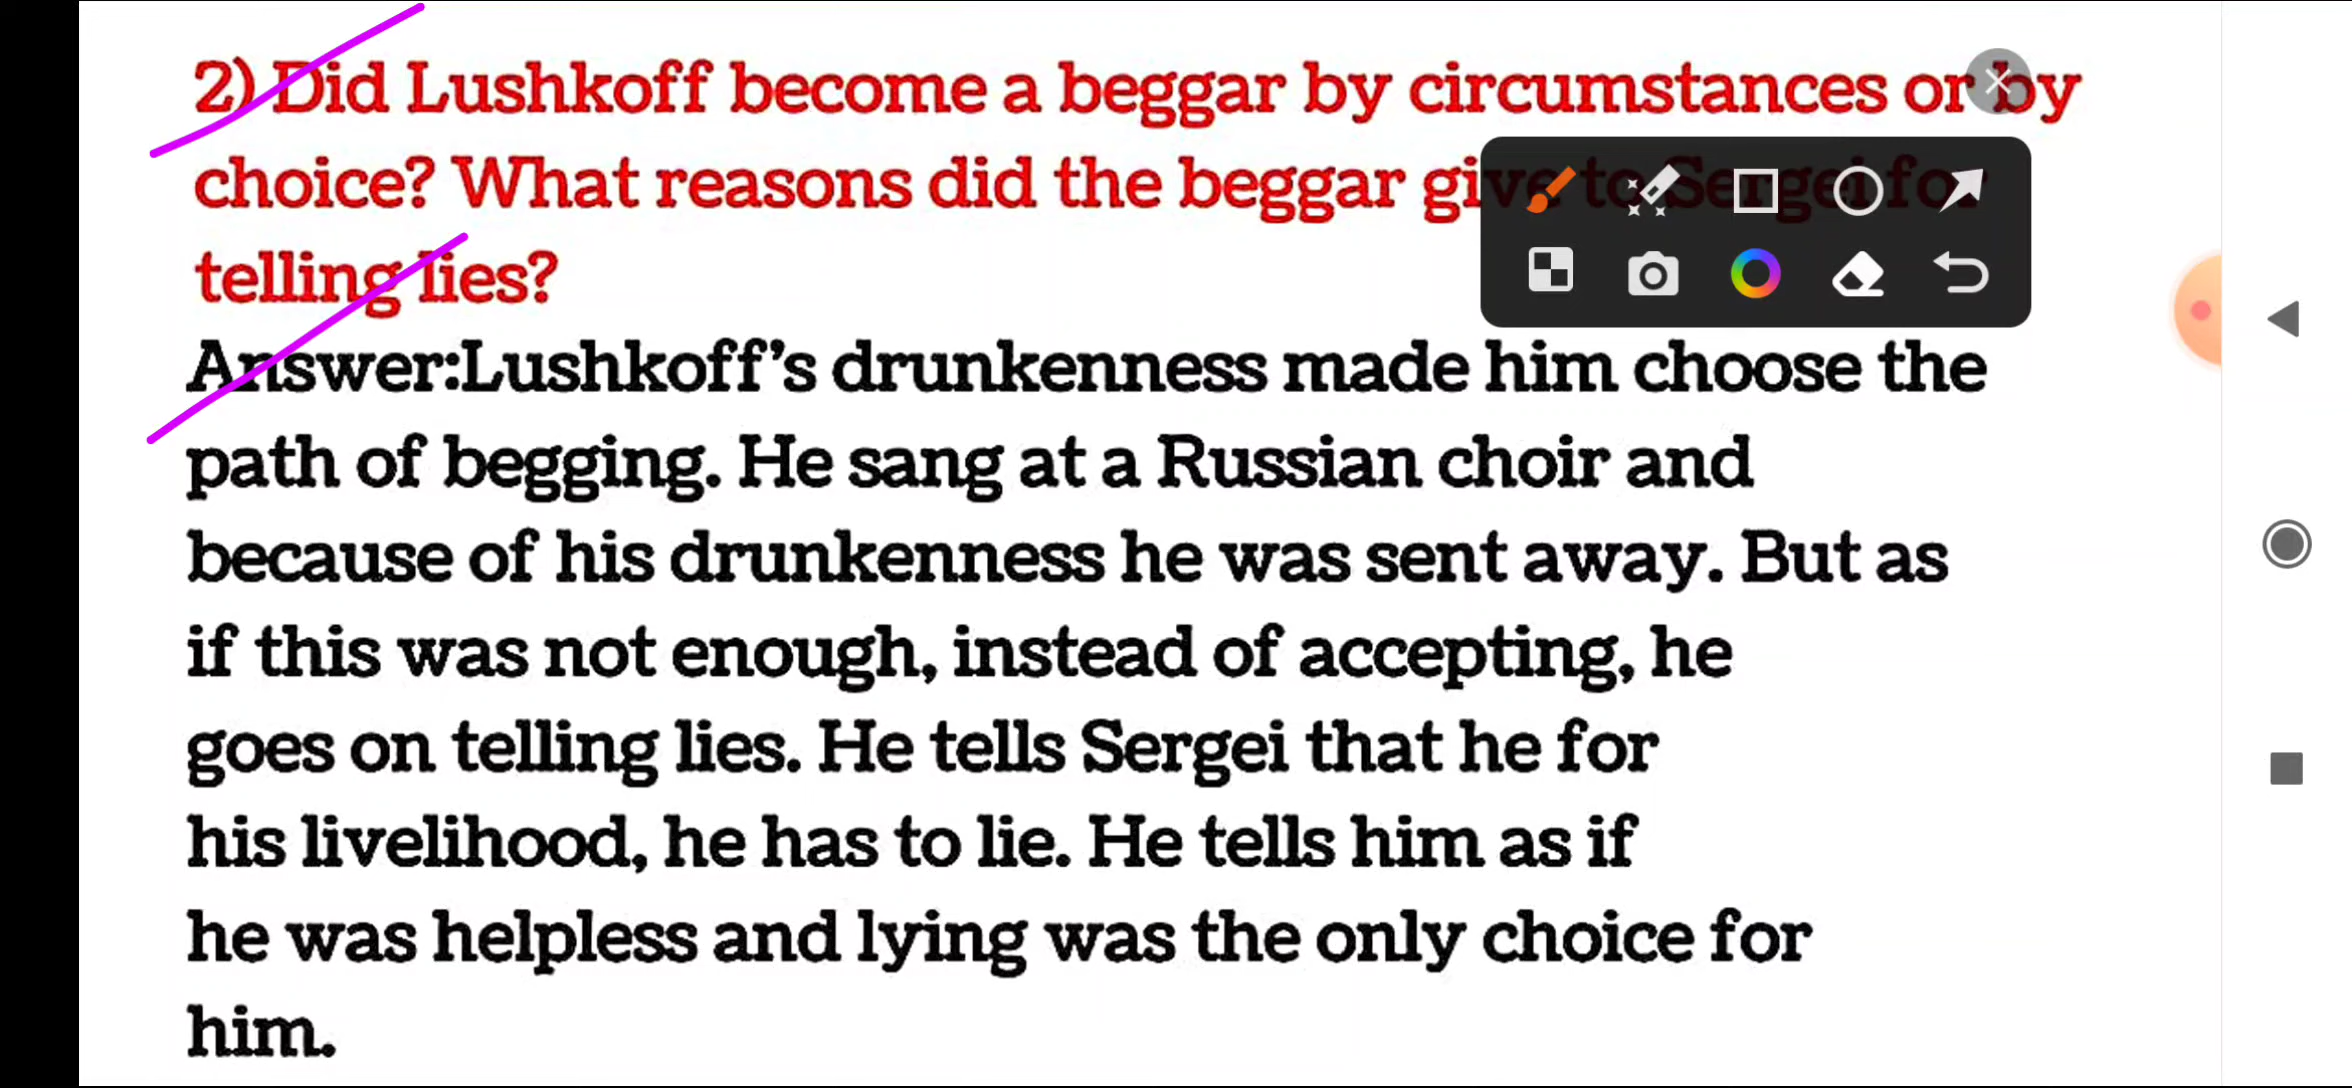 2) Did Lushkoff become a beggar by circumstances or by
choice? What reasons did the beggar give to Sergei for
telling lies?
Answer:Lushkoff's drunkenness made him choose the
path of begging. He sang at a Russian choir and
because of his drunkenness he was sent away. But as
if this was not enough, instead of accepting, he
goes on telling lies. He tells Sergei that he for
his livelihood, he has to lie. He tells him as if
he was helpless and lying was the only choice for
him.